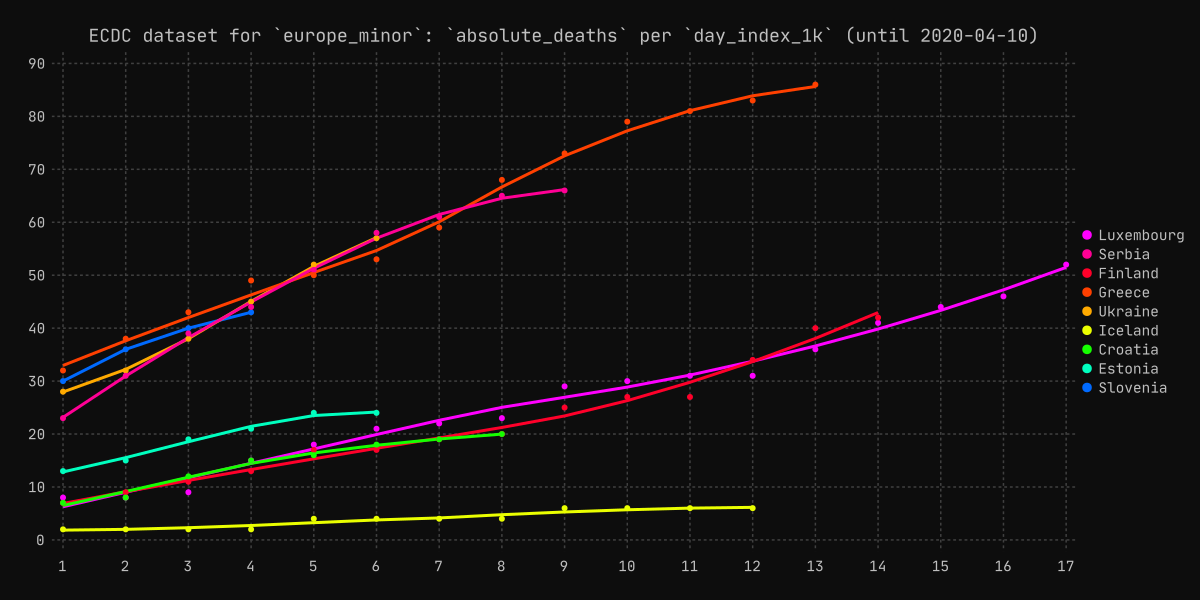 ECDC dataset for `europe_minor`: `absolute_deaths` per `day_index_1k` (until 2020-04-10)
90
80
70
60
50
40
30
20
10
0
1 2 3 4 5 6 7 8 9 10 11 12 13 14 15 16 17
Luxembourg
Serbia
Finland
Greece
Ukraine
Iceland
Croatia
Estonia
Slovenia